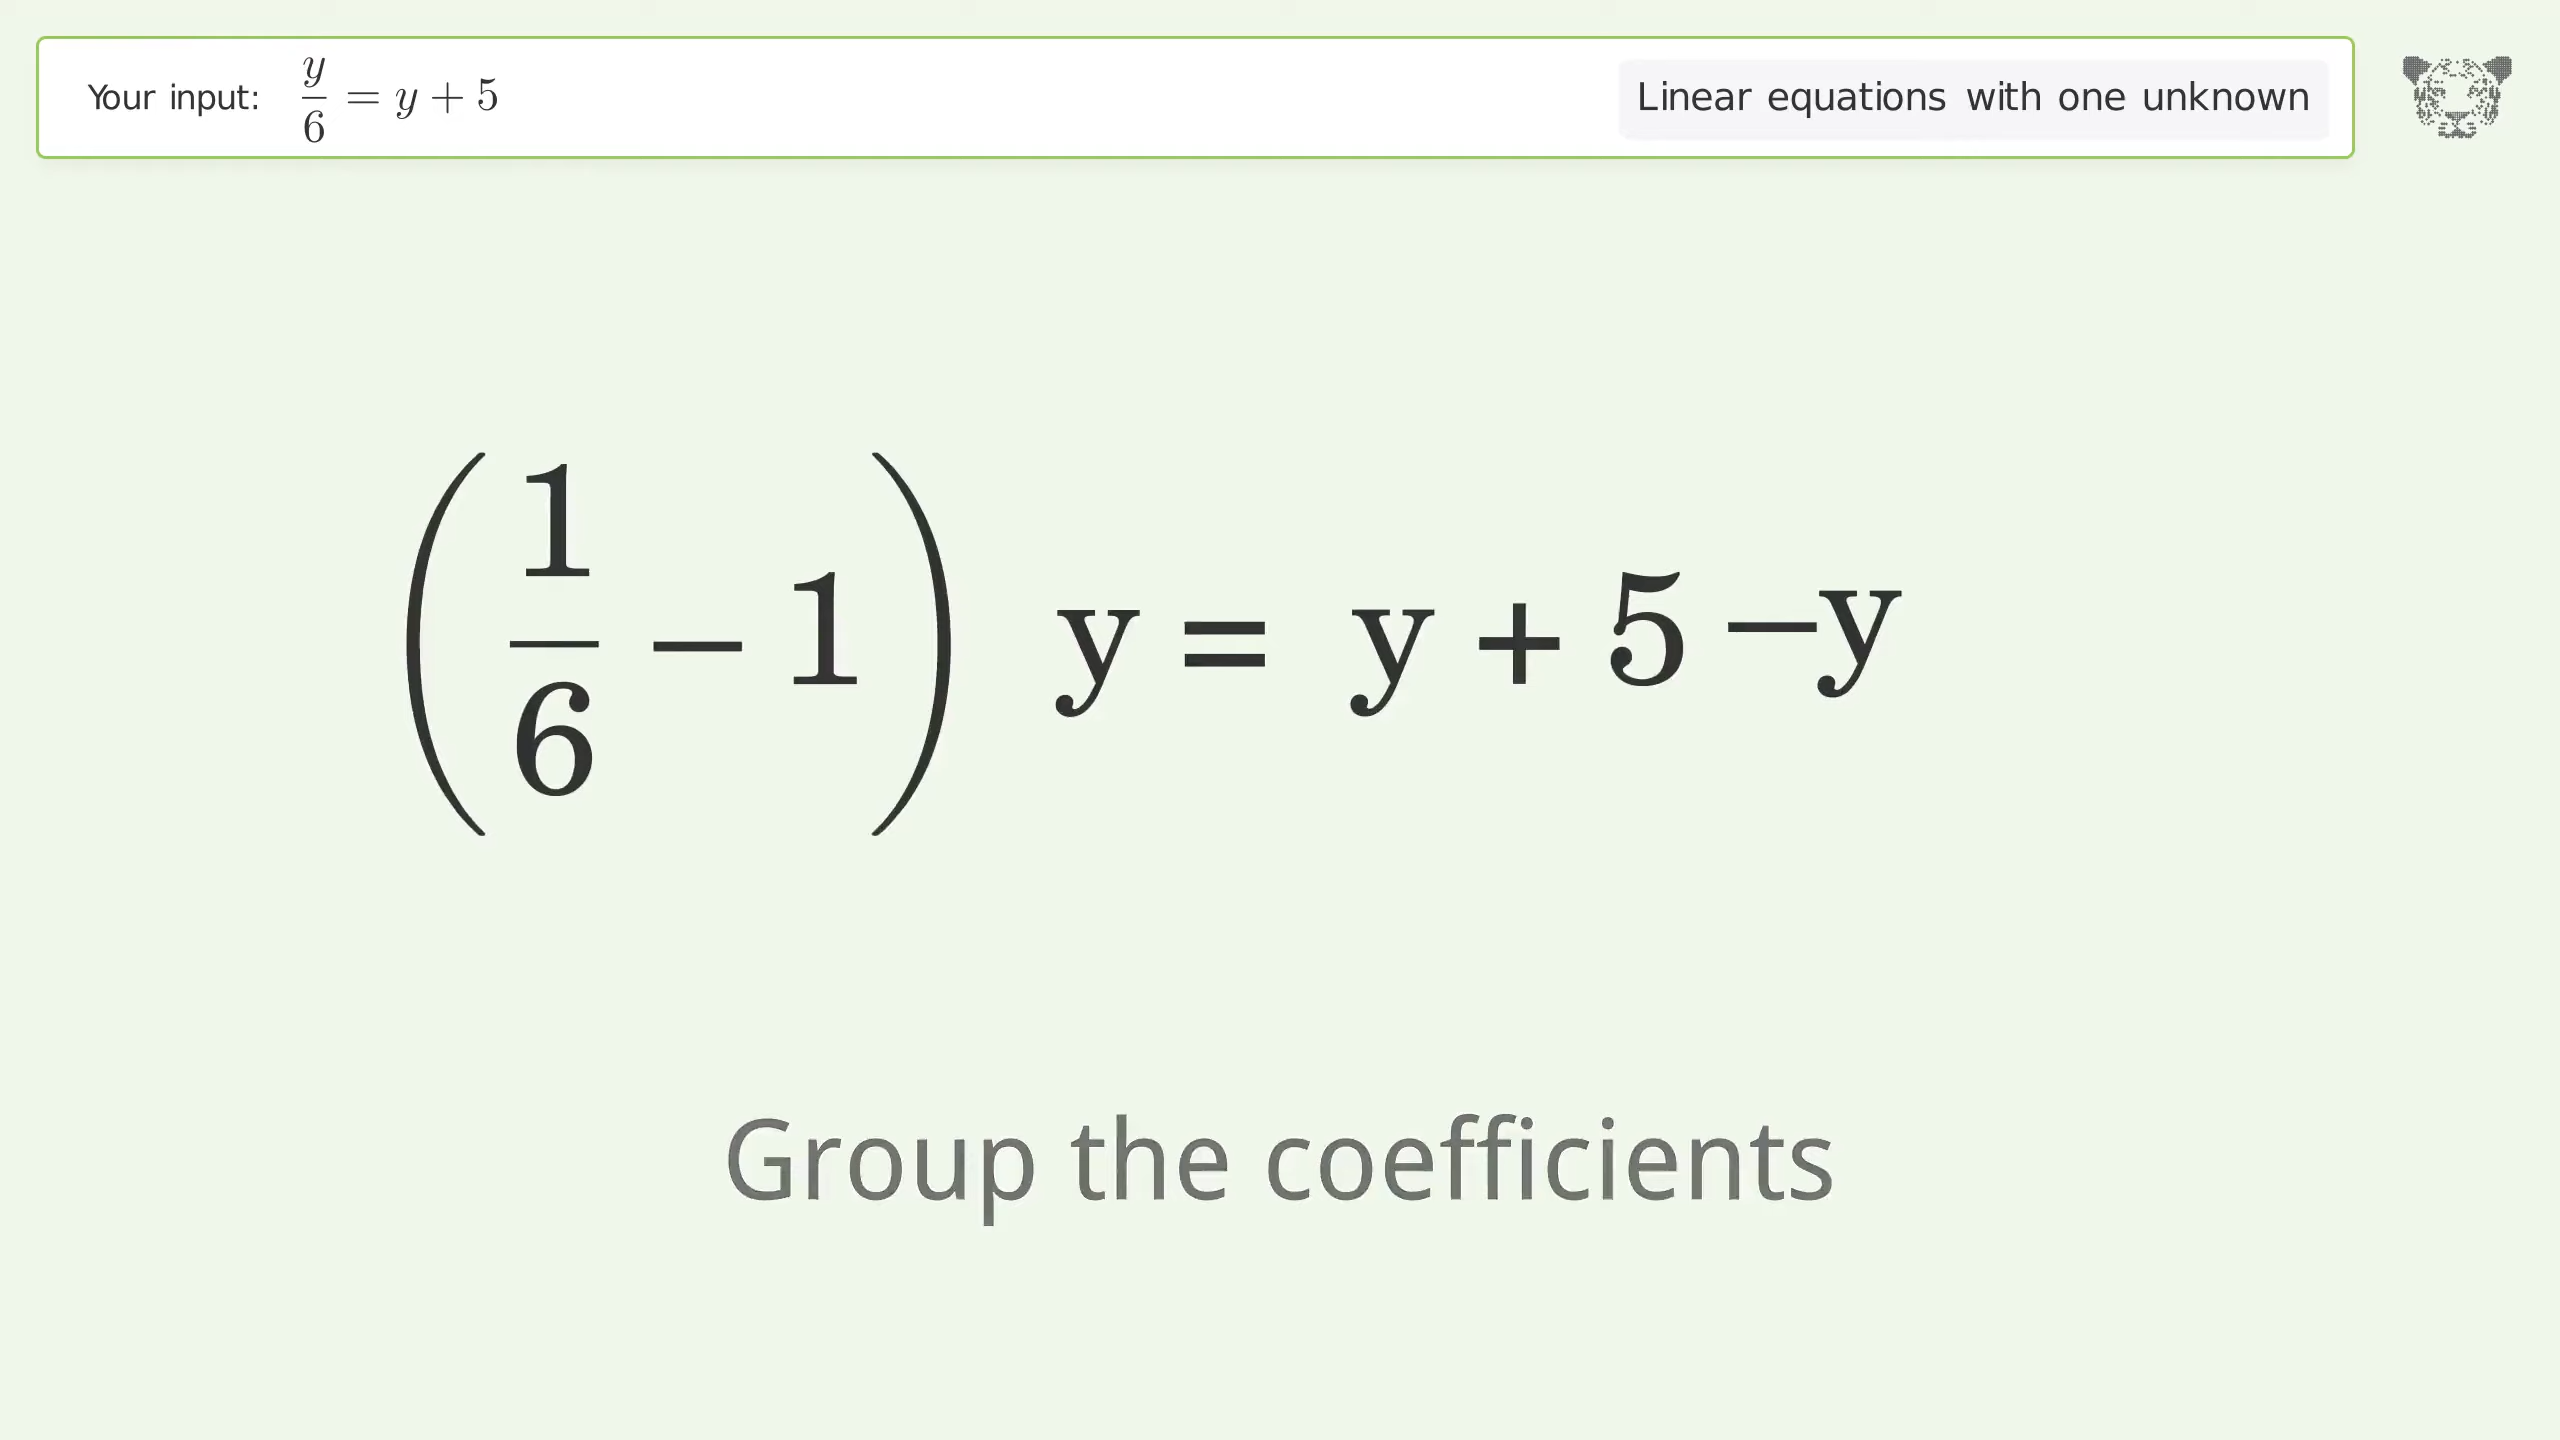 Your input: y/6 = y + 5
Linear equations with one unknown
(1/6 − 1) y = y + 5 −y
Group the coefficients